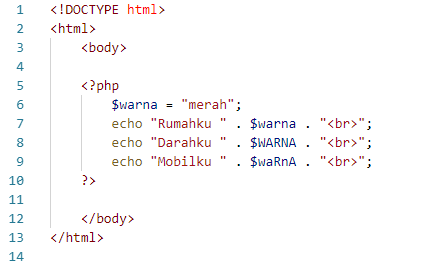 1 <!DOCTYPE html>
2 <html>
3     <body>
4
5     <?php
6         $warna = "merah";
7         echo "Rumahku " . $warna . "<br>";
8         echo "Darahku " . $WARNA . "<br>";
9         echo "Mobilku " . $waRnA . "<br>";
10     ?>
11
12     </body>
13 </html>
14